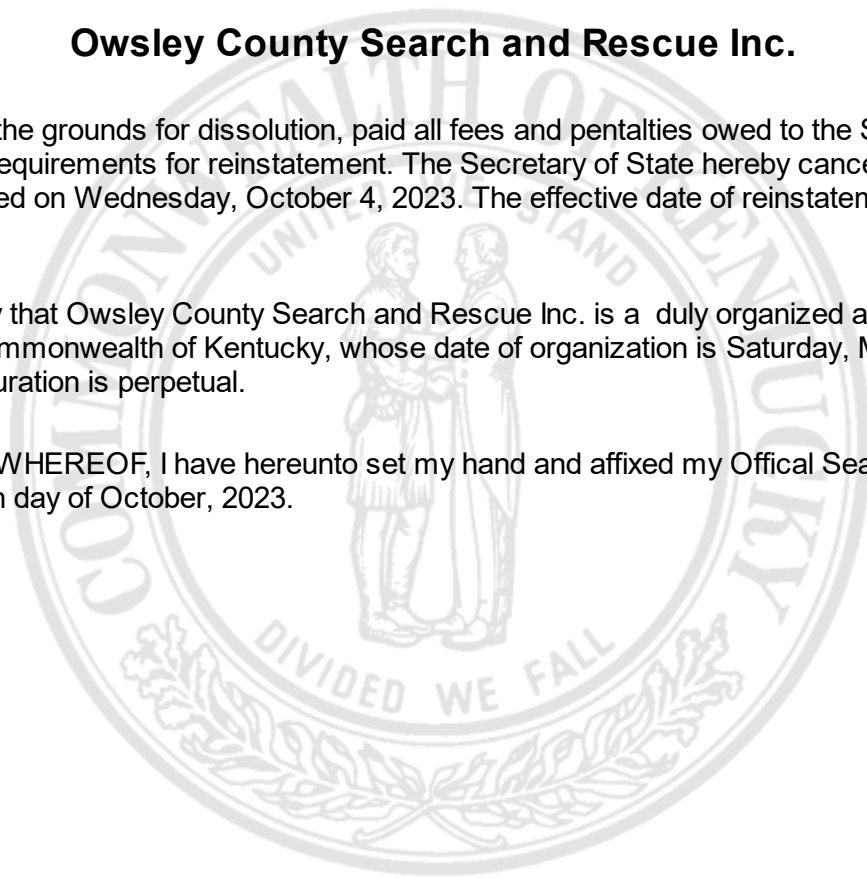 Owsley County Search and Rescue Inc.
the grounds for dissolution, paid all fees and pentalties owed to the S
equirements for reinstatement. The Secretary of State hereby cance
ed on Wednesday, October 4, 2023. The effective date of reinstatem
y that Owsley County Search and Rescue Inc. is a duly organized a
mmonwealth of Kentucky, whose date of organization is Saturday, M
uration is perpetual.
WHEREOF, I have hereunto set my hand and affixed my Offical Sea
h day of October, 2023.
COMMONWEALTH OF KENTUCKY
UNITED WE STAND
DIVIDED WE FALL